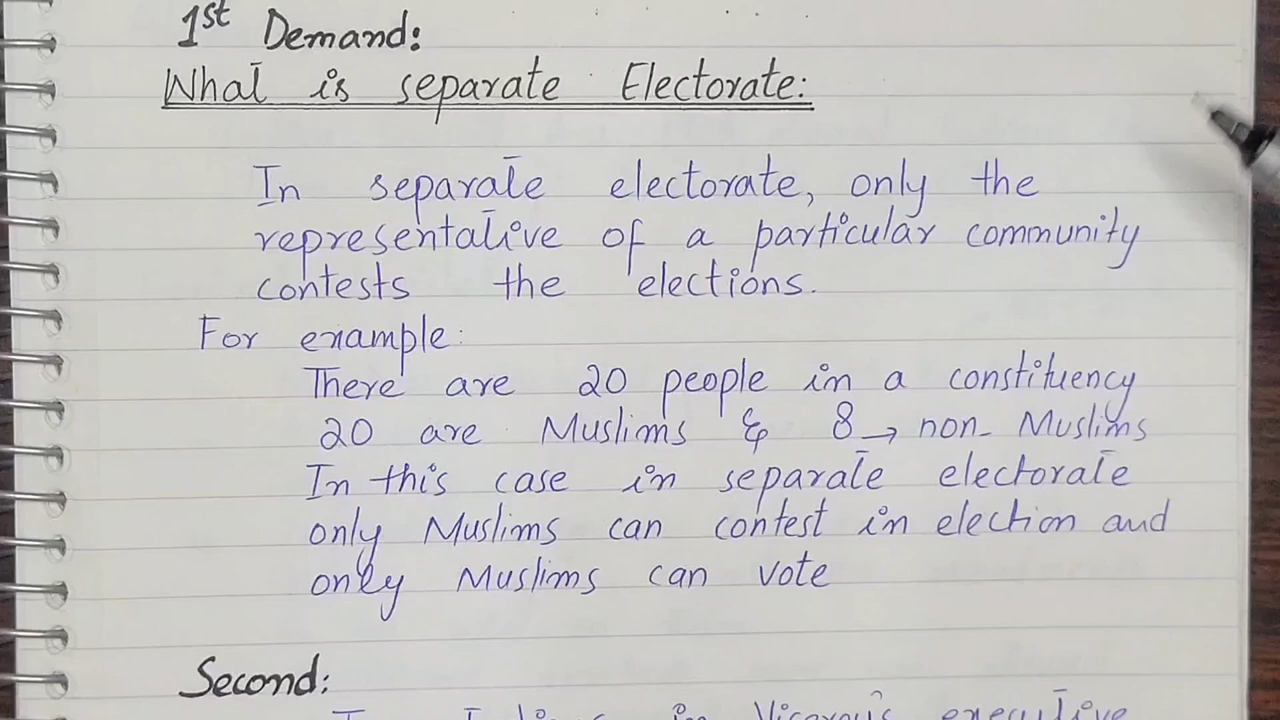 1st Demand:
What is separate Electorate:
In separate electorate, only the
representative of a particular community
contests the elections.
For example:
There are 20 people in a constituency
20 are Muslims & 8 → non-Muslims
In this case in separate electorate
only Muslims can contest in election and
only Muslims can vote
Second:
in executive